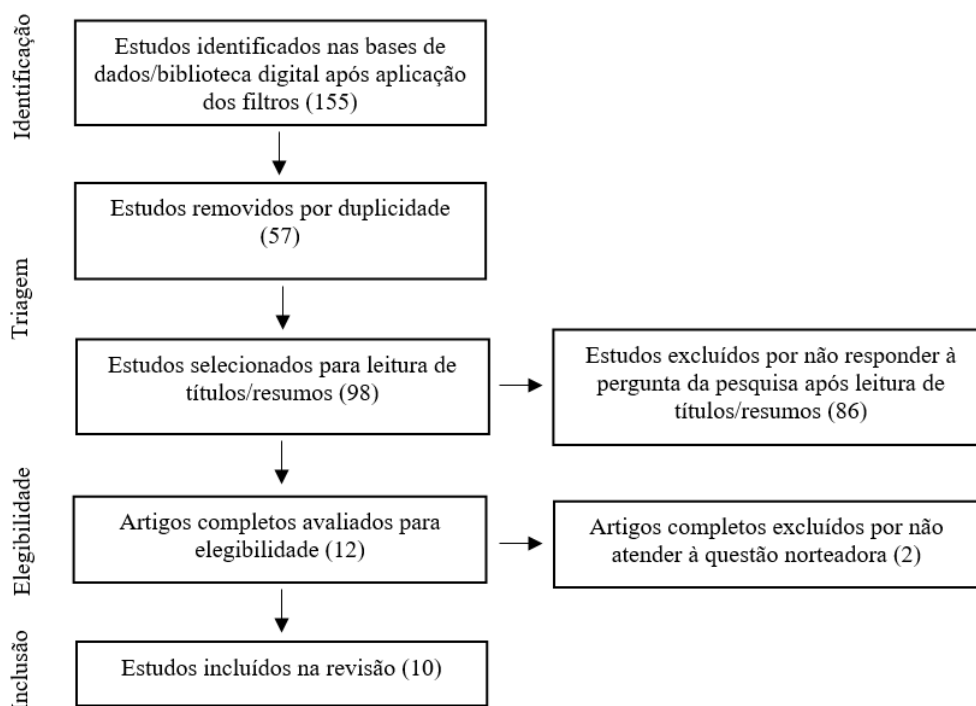 Identificação
Estudos identificados nas bases de
dados/biblioteca digital após aplicação
dos filtros (155)
Triagem
Estudos removidos por duplicidade
(57)
Estudos selecionados para leitura de
títulos/resumos (98)
Estudos excluídos por não responder à
pergunta da pesquisa após leitura de
títulos/resumos (86)
Elegibilidade
Artigos completos avaliados para
elegibilidade (12)
Artigos completos excluídos por não
atender à questão norteadora (2)
Inclusão
Estudos incluídos na revisão (10)